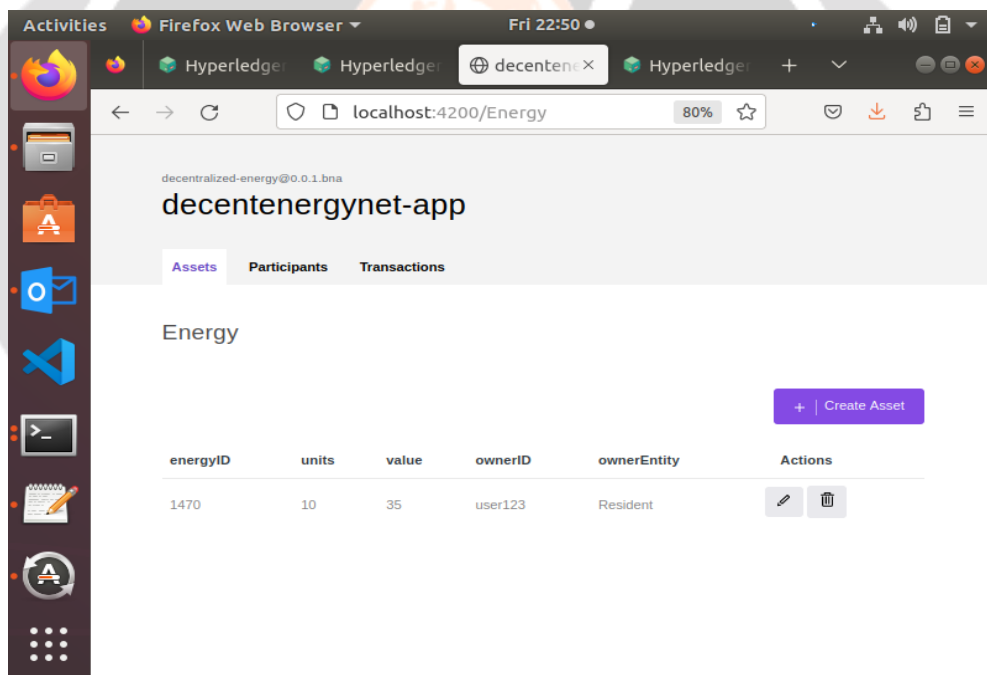 Activities Firefox Web Browser Fri 22:50
Hyperledger Hyperledger decentene Hyperledger
localhost:4200/Energy 80%
decentralized-energy@0.0.1.bna
decentenergynet-app
Assets Participants Transactions
Energy
+ | Create Asset
energyID units value ownerID ownerEntity Actions
1470 10 35 user123 Resident